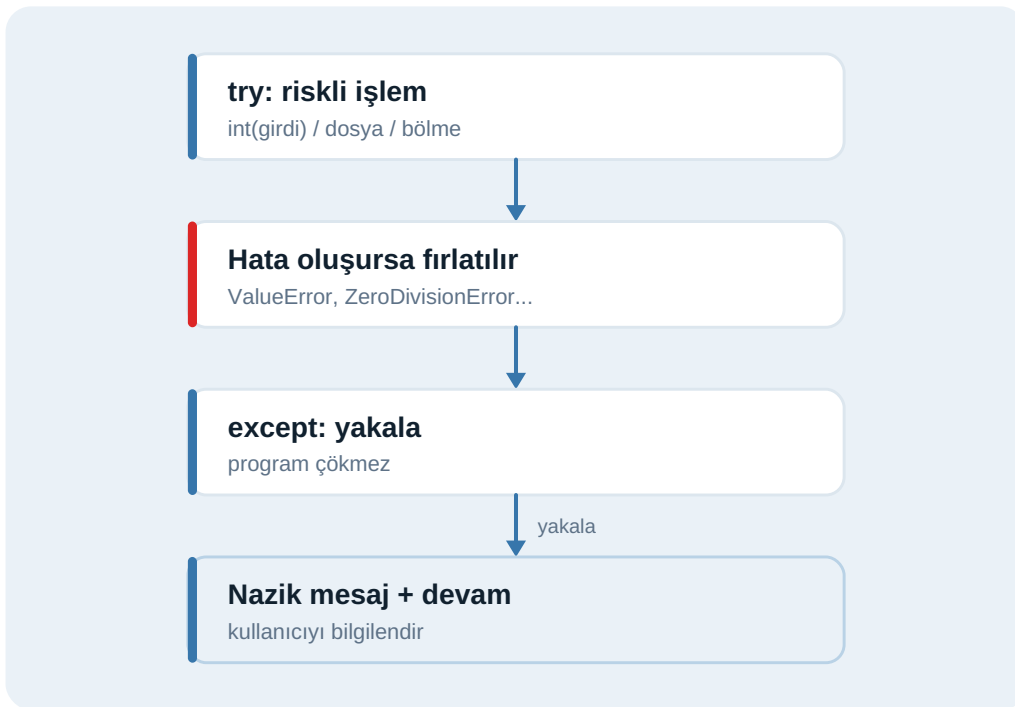 try: riskli işlem
int(girdi) / dosya / bölme
Hata oluşursa fırlatılır
ValueError, ZeroDivisionError...
except: yakala
program çökmez
yakala
Nazik mesaj + devam
kullanıcıyı bilgilendir